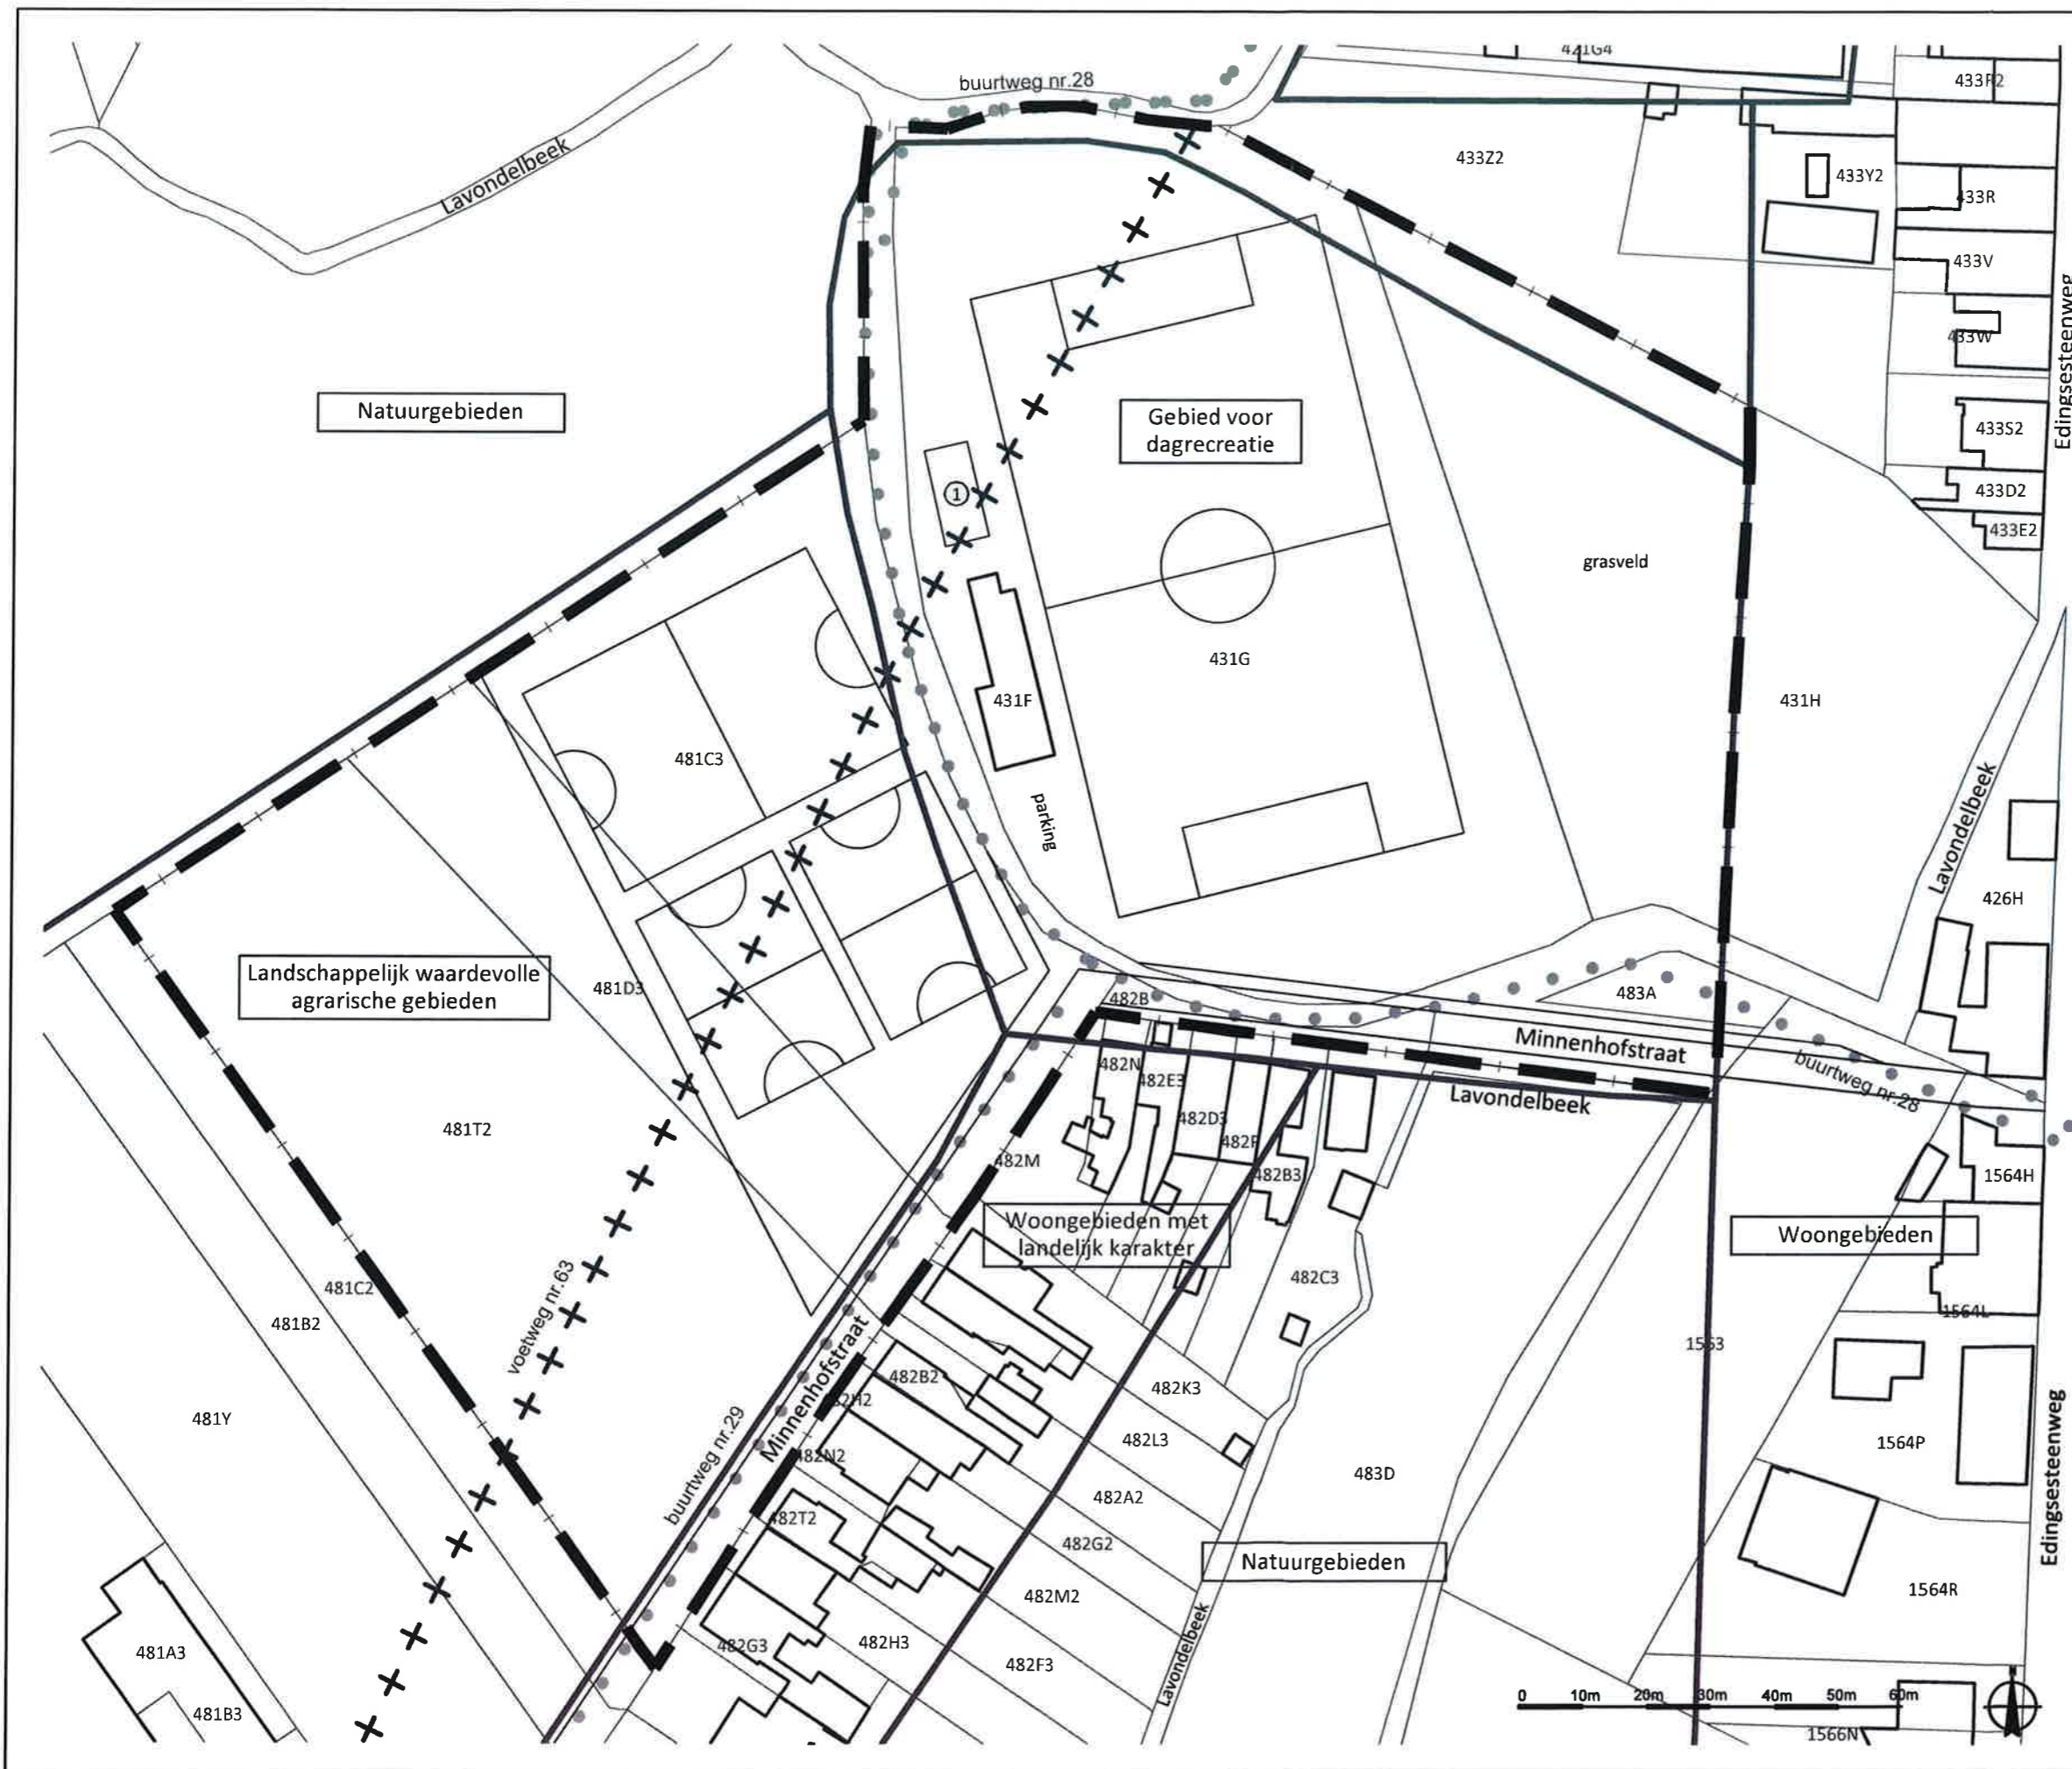 421G4
433P2
buurtweg nr.28
Lavondelbeek
433Z2
433Y2
433R
433V
433W
Edingsesteenweg
Natuurgebieden
Gebied voor
dagrecreatie
433S2
433D2
433E2
1
grasveld
431G
431F
431H
481C3
parking
Lavondelbeek
426H
Landschappelijk waardevolle
agrarische gebieden
481D3
482B
483A
Minnenhofstraat
buurtweg nr.28
482N
482E3
482D3
Lavondelbeek
481T2
482M
482B3
1564H
Woongebieden met
landelijk karakter
Woongebieden
voetweg nr.63
482C3
481C2
481B2
1564L
1563
Minnenhofstraat
482B2
482K3
481Y
buurtweg nr.29
482N2
482L3
483D
1564P
Edingsesteenweg
482A2
482T2
482G2
Natuurgebieden
482M2
1564R
481A3
482G3
482H3
482F3
Lavondelbeek
481B3
0 10m 20m 30m 40m 50m 60m
N
1566N